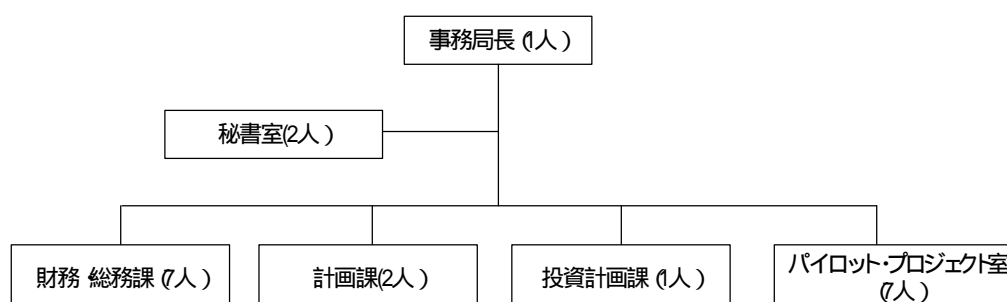 事務局長 (1人)
秘書室(2人)
財務 総務課 (7人)
計画課(2人)
投資計画課 (1人)
パイロット・プロジェクト室
(7人)